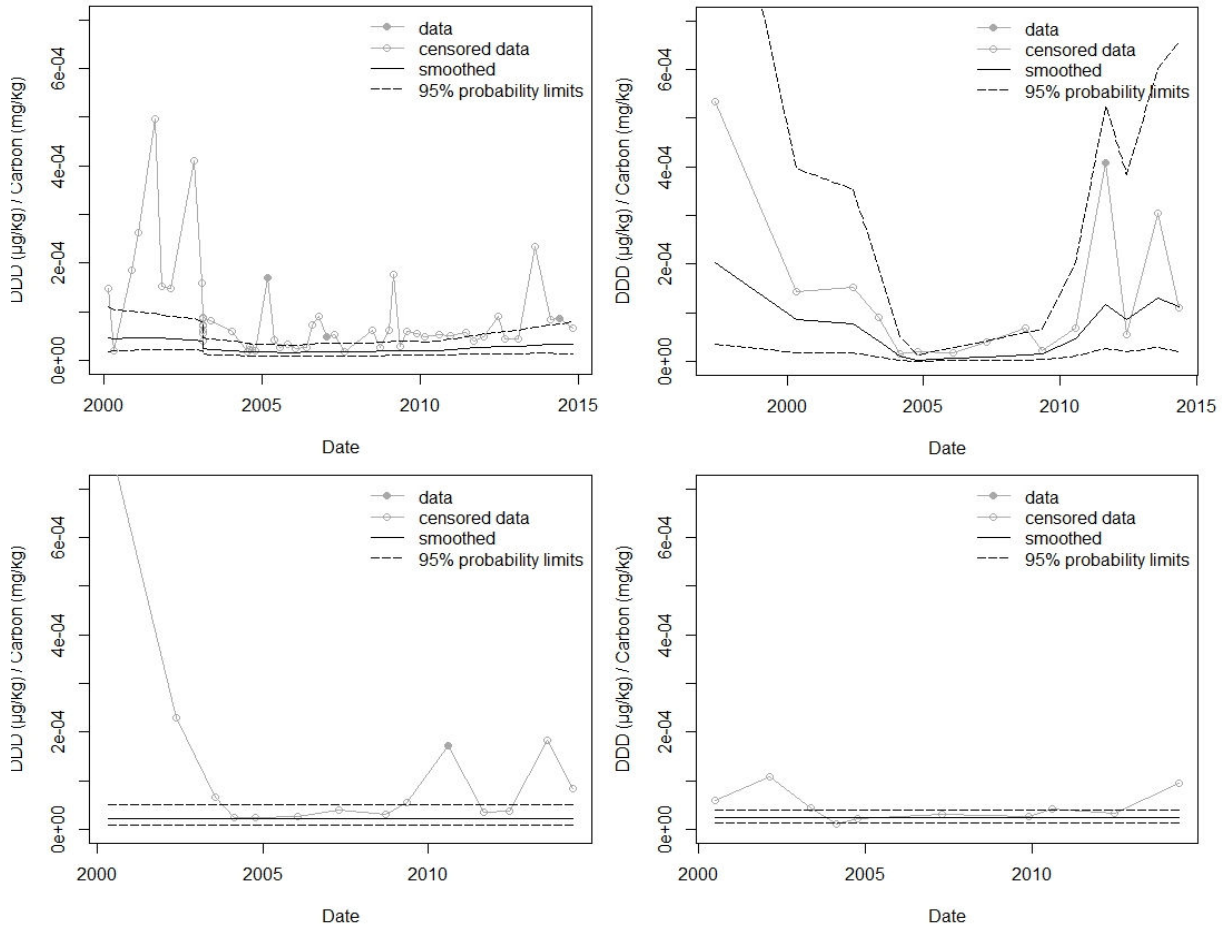 DDD (µg/kg) / Carbon (mg/kg)
6e-04
4e-04
2e-04
0e+00
data
censored data
smoothed
95% probability limits
2000
2005
2010
2015
Date
DDD (µg/kg) / Carbon (mg/kg)
6e-04
4e-04
2e-04
0e+00
data
censored data
smoothed
95% probability limits
2000
2005
2010
2015
Date
DDD (µg/kg) / Carbon (mg/kg)
6e-04
4e-04
2e-04
0e+00
data
censored data
smoothed
95% probability limits
2000
2005
2010
Date
DDD (µg/kg) / Carbon (mg/kg)
6e-04
4e-04
2e-04
0e+00
data
censored data
smoothed
95% probability limits
2000
2005
2010
Date